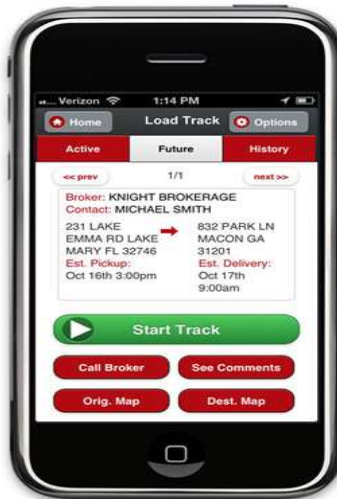 Verizon 1:14 PM
Home Load Track Options
Active Future History
<< prev 1/1 next >>
Broker: KNIGHT BROKERAGE
Contact: MICHAEL SMITH
231 LAKE
EMMA RD LAKE
MARY FL 32746
Est. Pickup:
Oct 16th 3:00pm
832 PARK LN
MACON GA
31201
Est. Delivery:
Oct 17th
9:00am
Start Track
Call Broker See Comments
Orig. Map Dest. Map